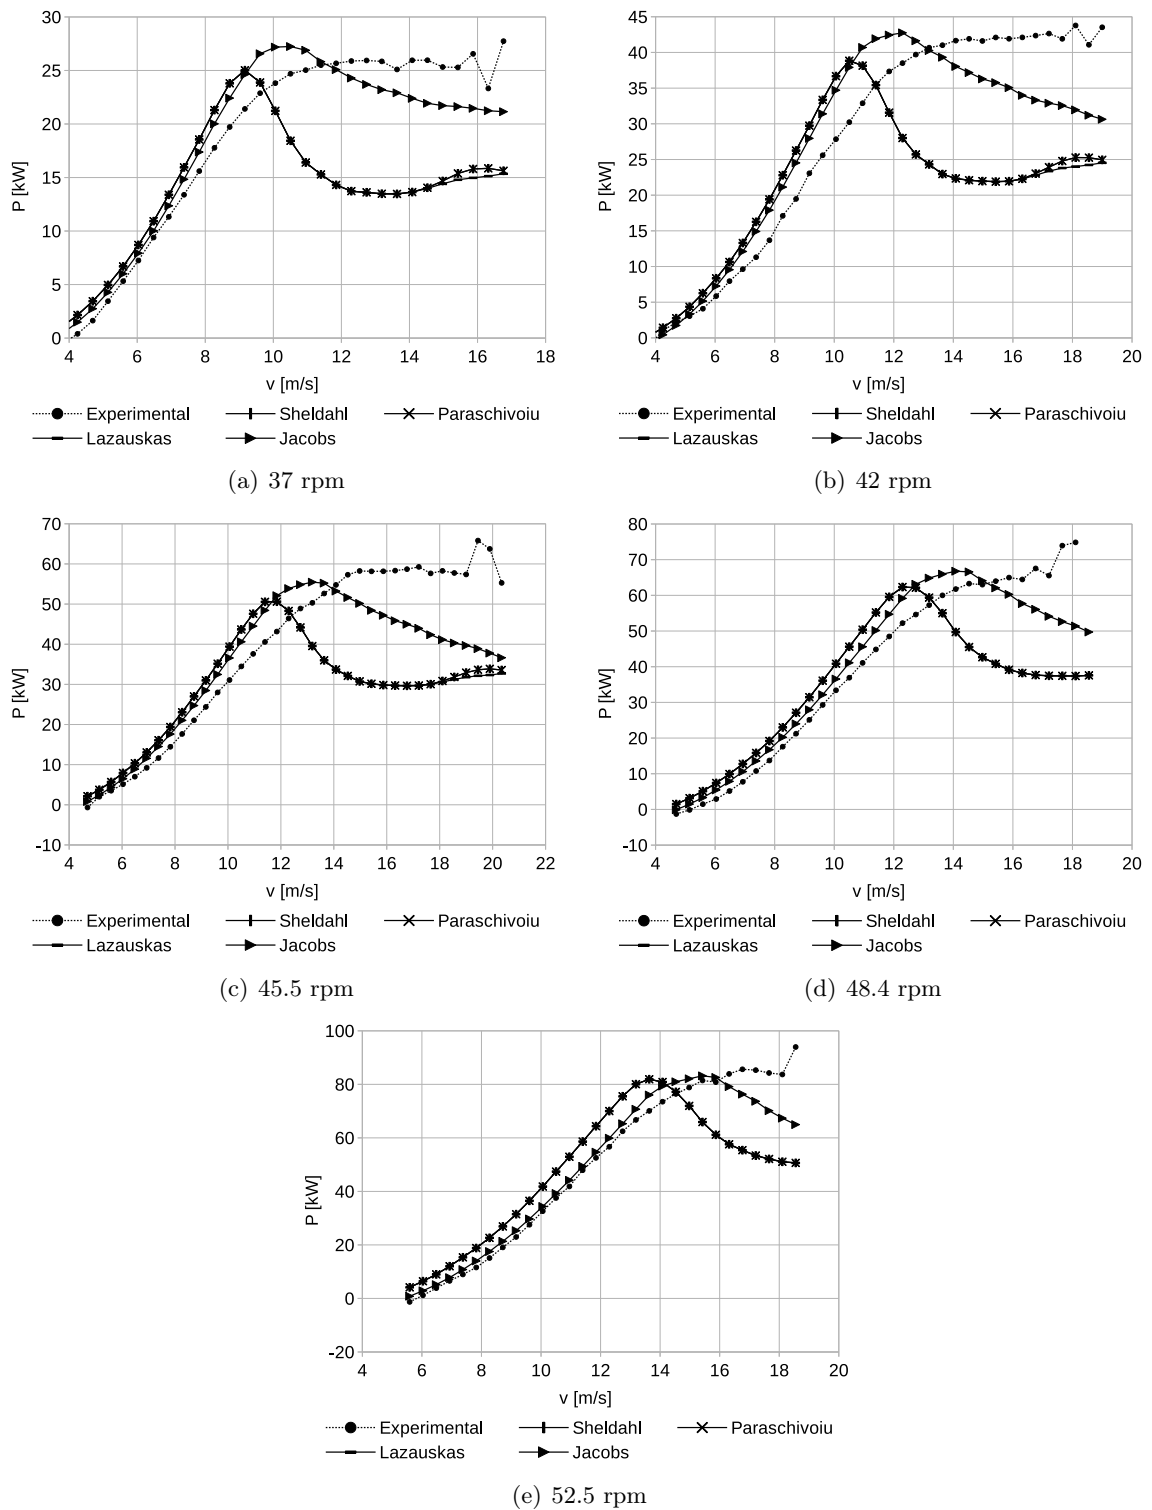 30
25
20
15
10
5
0
P [kW]
4 6 8 10 12 14 16 18
v [m/s]
Experimental Sheldahl Paraschivoiu
Lazauskas Jacobs
(a) 37 rpm
45
40
35
30
25
20
15
10
5
0
P [kW]
4 6 8 10 12 14 16 18 20
v [m/s]
Experimental Sheldahl Paraschivoiu
Lazauskas Jacobs
(b) 42 rpm
70
60
50
40
30
20
10
0
-10
P [kW]
4 6 8 10 12 14 16 18 20 22
v [m/s]
Experimental Sheldahl Paraschivoiu
Lazauskas Jacobs
(c) 45.5 rpm
80
70
60
50
40
30
20
10
0
-10
P [kW]
4 6 8 10 12 14 16 18 20
v [m/s]
Experimental Sheldahl Paraschivoiu
Lazauskas Jacobs
(d) 48.4 rpm
100
80
60
40
20
0
-20
P [kW]
4 6 8 10 12 14 16 18 20
v [m/s]
Experimental Sheldahl Paraschivoiu
Lazauskas Jacobs
(e) 52.5 rpm